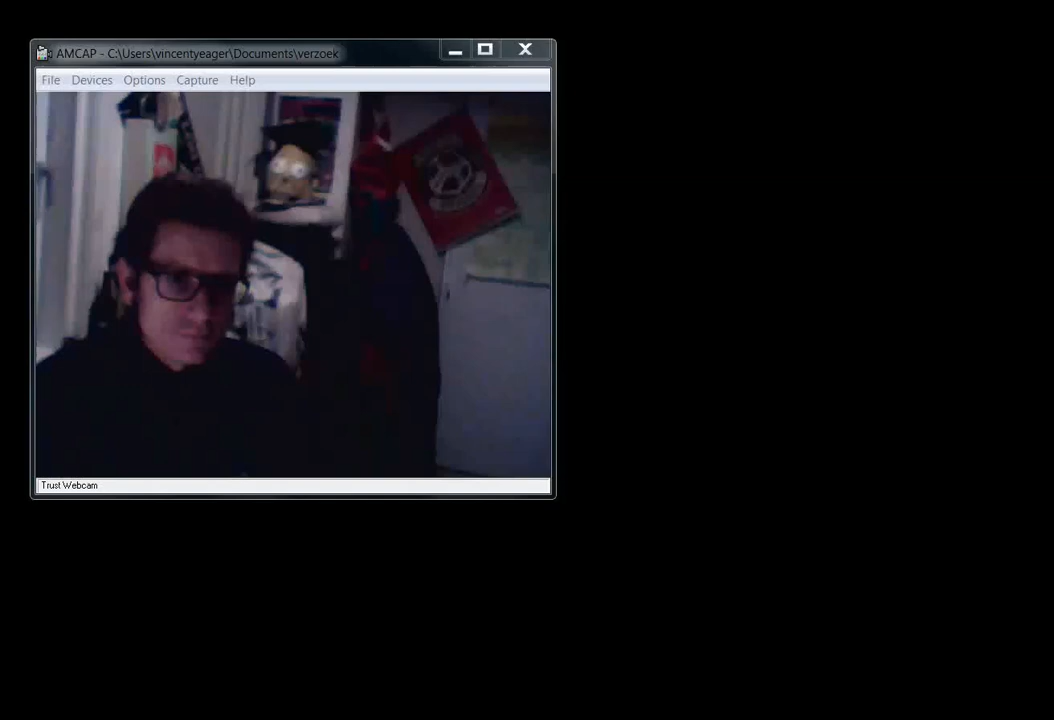 AMCAP - C:\Users\vincentyeager\Documents\verzoek
File Devices Options Capture Help
Trust Webcam